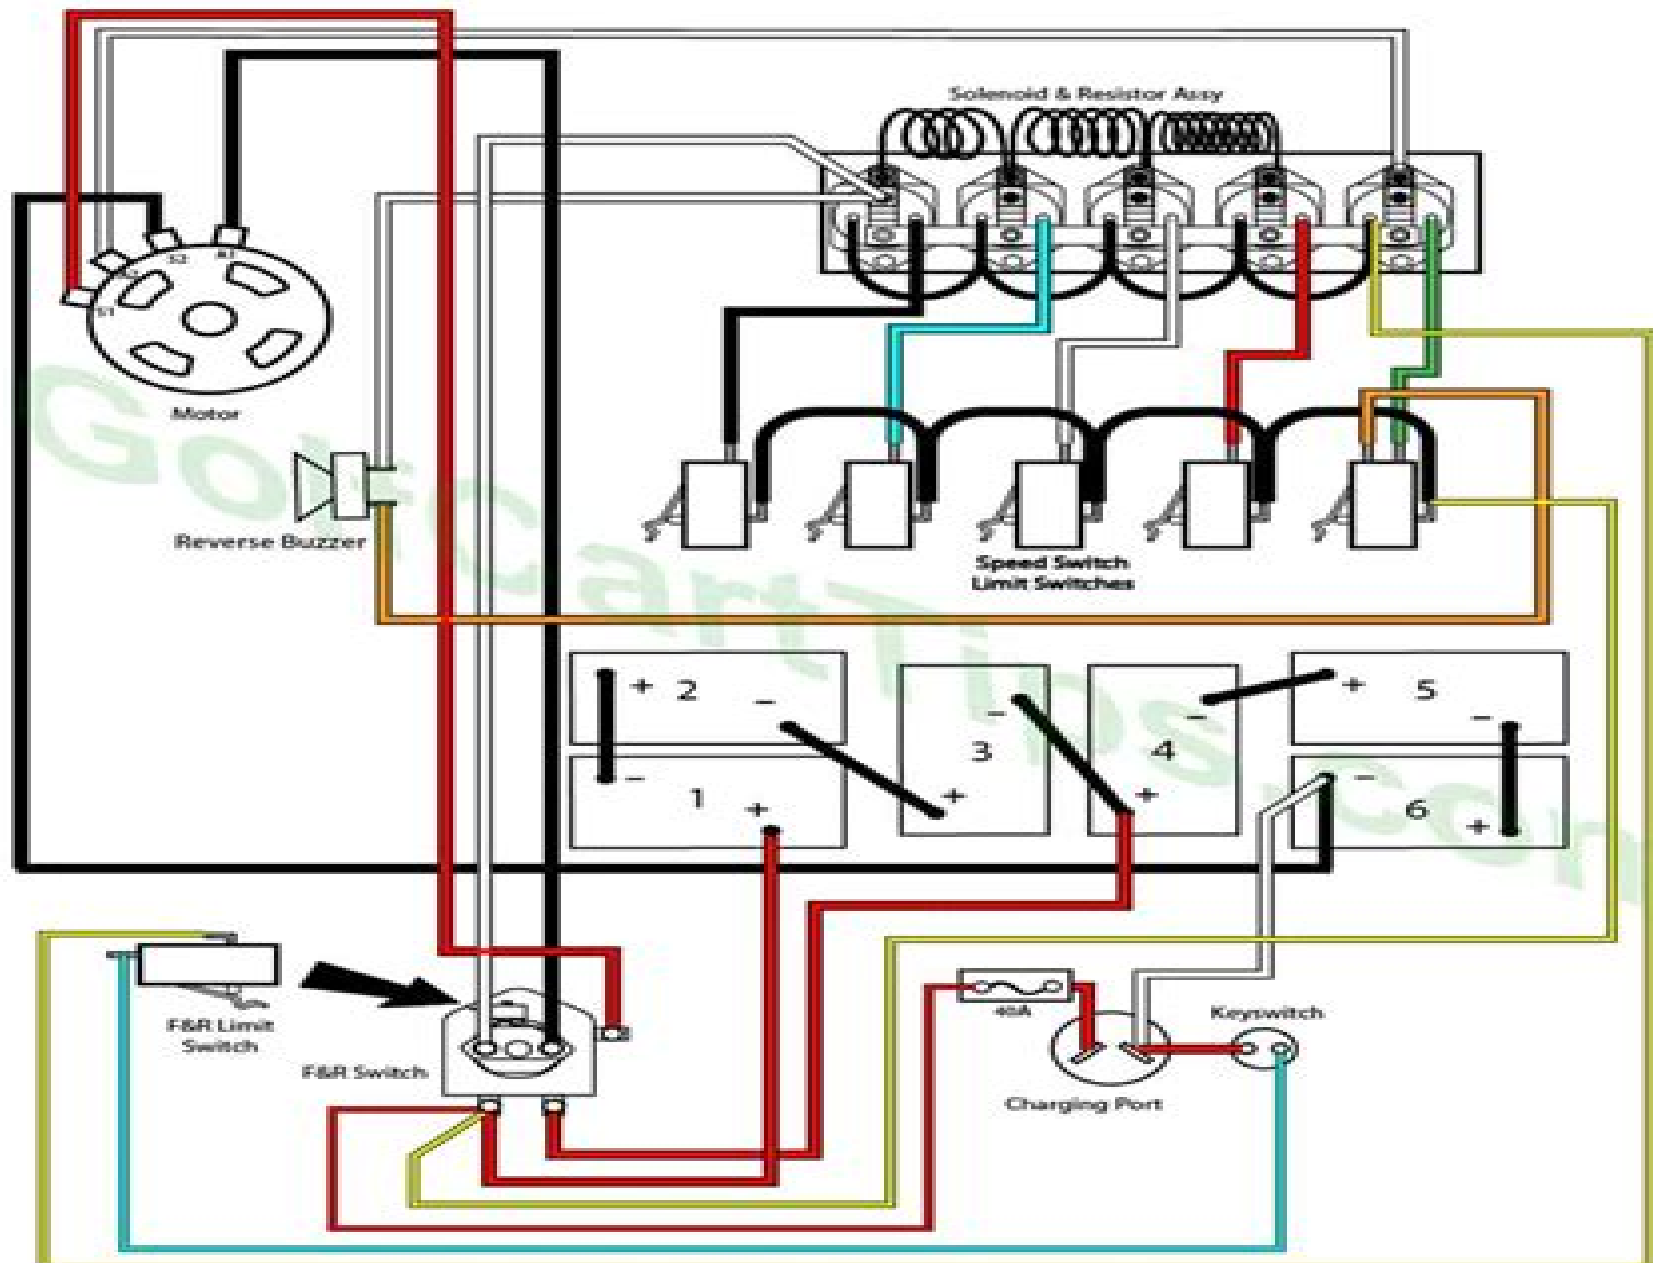 Solenoid & Resistor Assy
S2
A1
S1
Motor
GolfCartTips.Com
Reverse Buzzer
Speed Switch
Limit Switches
+ 2 -
- 1 +
- 3 +
- 4 +
+ 5 -
- 6 +
F&R Limit
Switch
F&R Switch
40A
Keyswitch
Charging Port